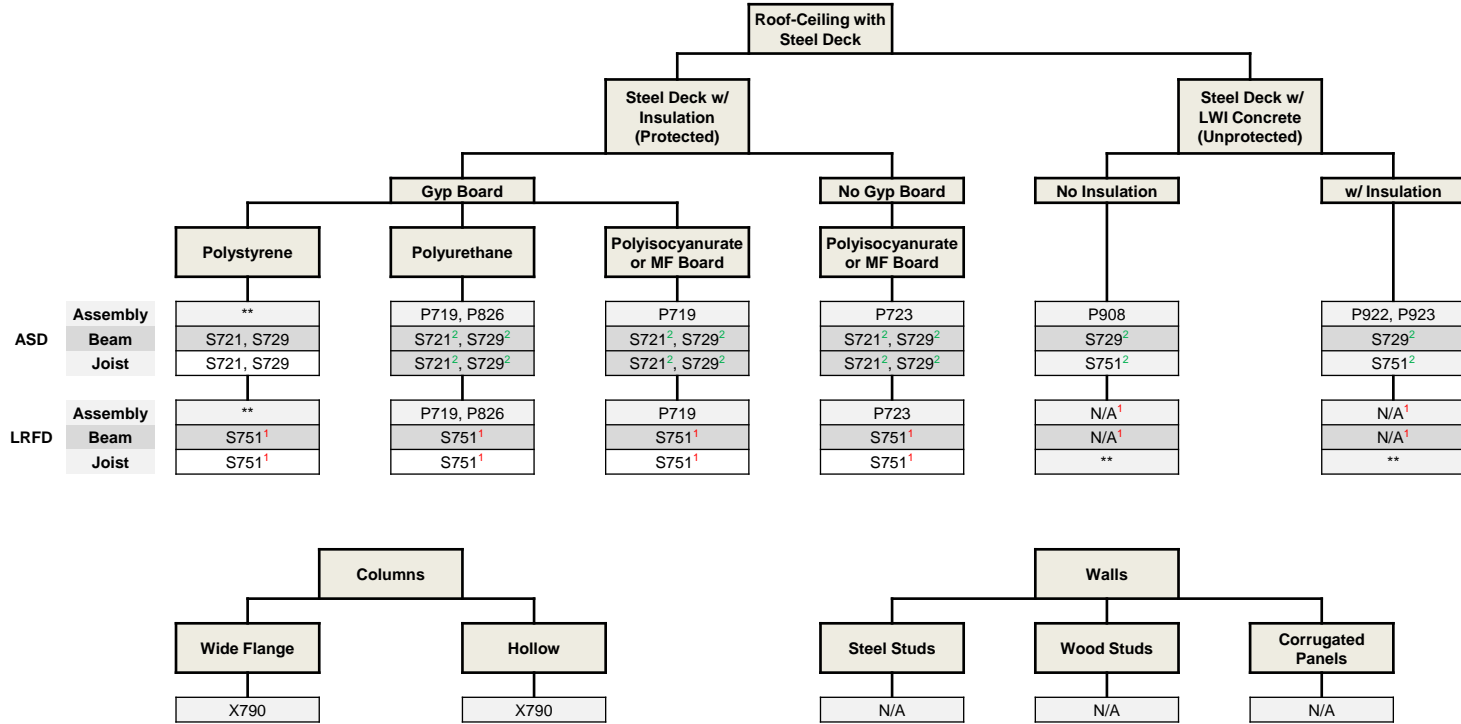 Roof-Ceiling with
Steel Deck
Steel Deck w/
Insulation
(Protected)
Steel Deck w/
LWI Concrete
(Unprotected)
Gyp Board
No Gyp Board
No Insulation
w/ Insulation
Polystyrene
Polyurethane
Polyisocyanurate
or MF Board
Polyisocyanurate
or MF Board
ASD
Assembly ** P719, P826 P719 P723 P908 P922, P923
Beam S721, S729 S721², S729² S721², S729² S721², S729² S729² S729²
Joist S721, S729 S721², S729² S721², S729² S721², S729² S751² S751²
LRFD
Assembly ** P719, P826 P719 P723 N/A¹ N/A¹
Beam S751¹ S751¹ S751¹ S751¹ N/A¹ N/A¹
Joist S751¹ S751¹ S751¹ S751¹ ** **
Columns
Wide Flange
Hollow
X790
X790
Walls
Steel Studs
Wood Studs
Corrugated
Panels
N/A
N/A
N/A